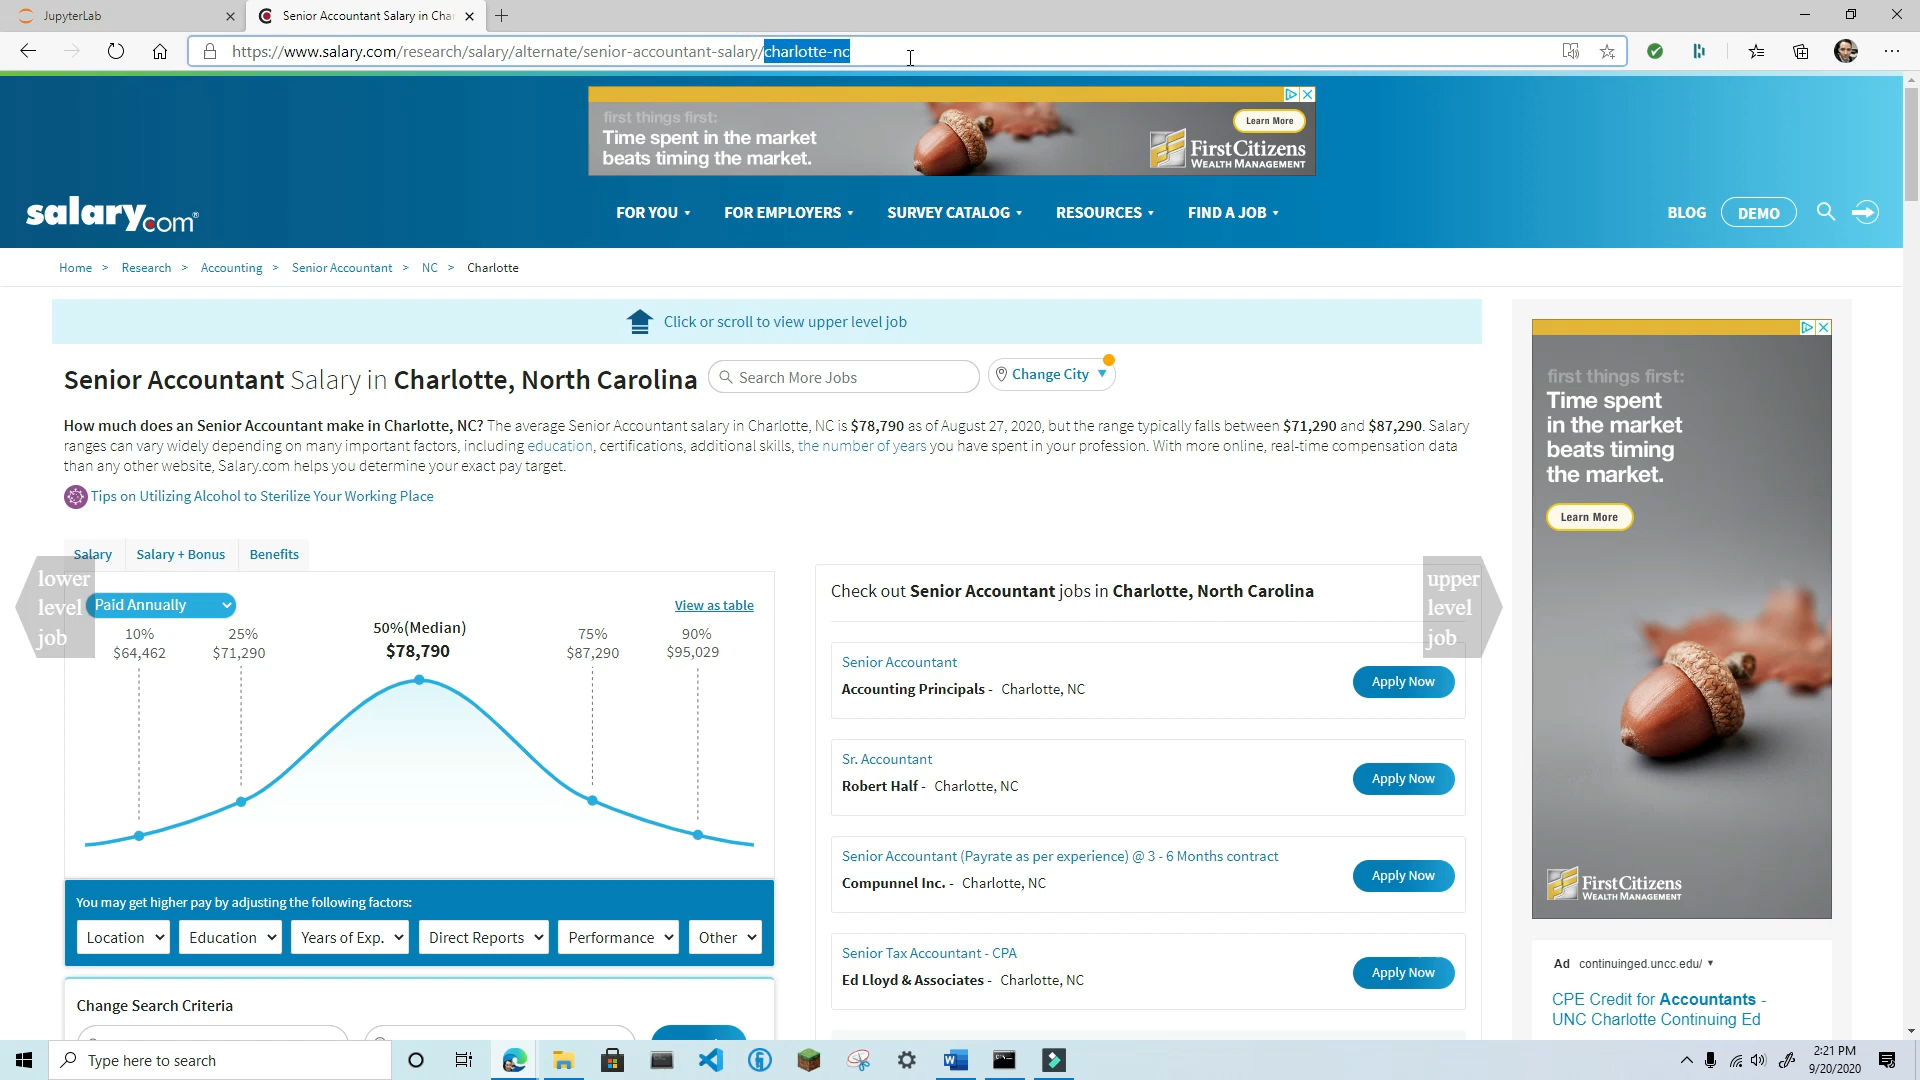 JupyterLab
Senior Accountant Salary in Char
https://www.salary.com/research/salary/alternate/senior-accountant-salary/charlotte-nc
first things first:
Time spent in the market
beats timing the market.
Learn More
First Citizens
WEALTH MANAGEMENT
salary.com
FOR YOU
FOR EMPLOYERS
SURVEY CATALOG
RESOURCES
FIND A JOB
BLOG
DEMO
Home > Research > Accounting > Senior Accountant > NC > Charlotte
Click or scroll to view upper level job
Senior Accountant Salary in Charlotte, North Carolina
Search More Jobs
Change City
How much does an Senior Accountant make in Charlotte, NC? The average Senior Accountant salary in Charlotte, NC is $78,790 as of August 27, 2020, but the range typically falls between $71,290 and $87,290. Salary
ranges can vary widely depending on many important factors, including education, certifications, additional skills, the number of years you have spent in your profession. With more online, real-time compensation data
than any other website, Salary.com helps you determine your exact pay target.
Tips on Utilizing Alcohol to Sterilize Your Working Place
Salary
Salary + Bonus
Benefits
lower
level
job
Paid Annually
View as table
10%
$64,462
25%
$71,290
50%(Median)
$78,790
75%
$87,290
90%
$95,029
You may get higher pay by adjusting the following factors:
Location
Education
Years of Exp.
Direct Reports
Performance
Other
Change Search Criteria
Check out Senior Accountant jobs in Charlotte, North Carolina
upper
level
job
Senior Accountant
Accounting Principals - Charlotte, NC
Apply Now
Sr. Accountant
Robert Half - Charlotte, NC
Apply Now
Senior Accountant (Payrate as per experience) @ 3 - 6 Months contract
Compunnel Inc. - Charlotte, NC
Apply Now
Senior Tax Accountant - CPA
Ed Lloyd & Associates - Charlotte, NC
Apply Now
first things first:
Time spent
in the market
beats timing
the market.
Learn More
First Citizens
WEALTH MANAGEMENT
Ad continuinged.uncc.edu/
CPE Credit for Accountants -
UNC Charlotte Continuing Ed
Type here to search
2:21 PM
9/20/2020